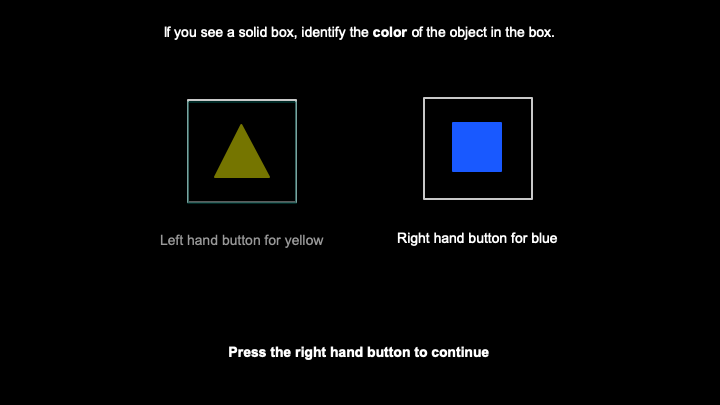 If you see a solid box, identify the color of the object in the box.
Left hand button for yellow
Right hand button for blue
Press the right hand button to continue